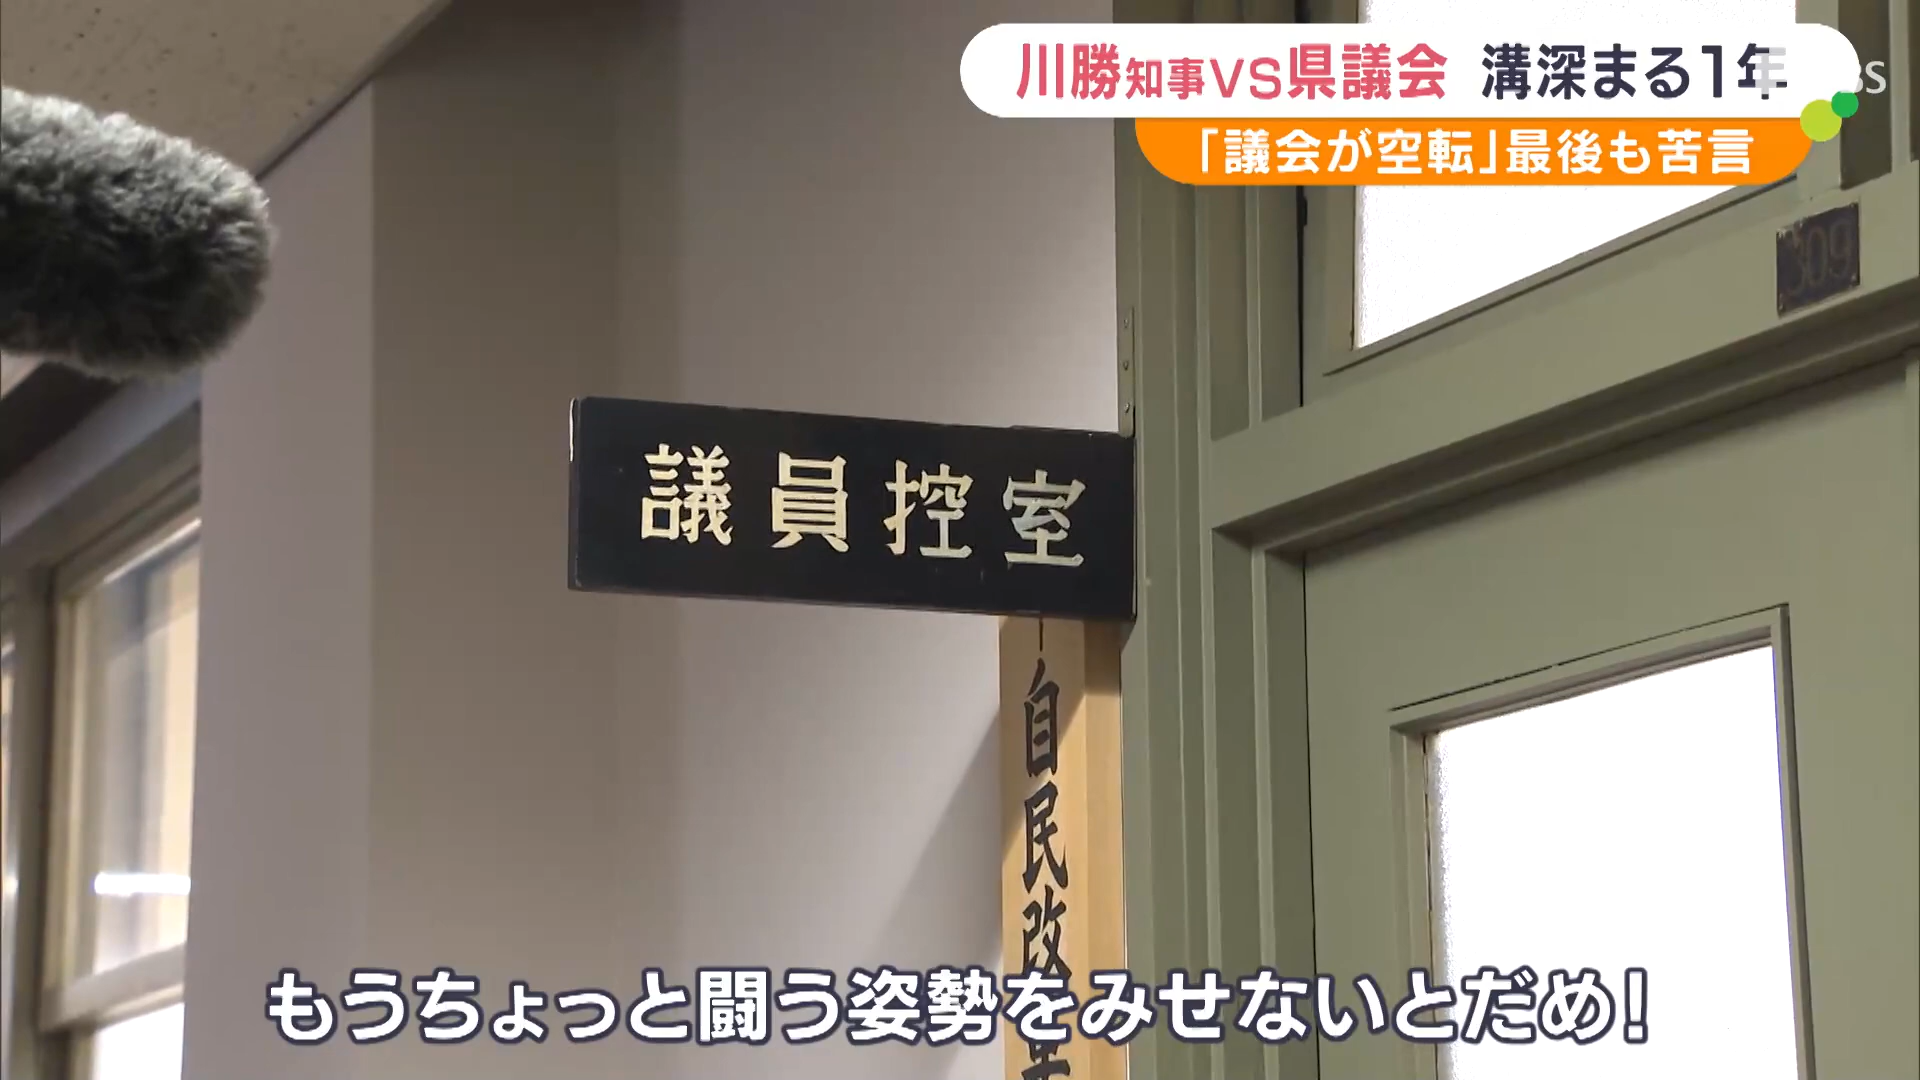 川勝知事VS県議会 溝深まる1年
「議会が空転」最後も苦言
309
議員控室
自民改革
もうちょっと闘う姿勢をみせないとだめ!